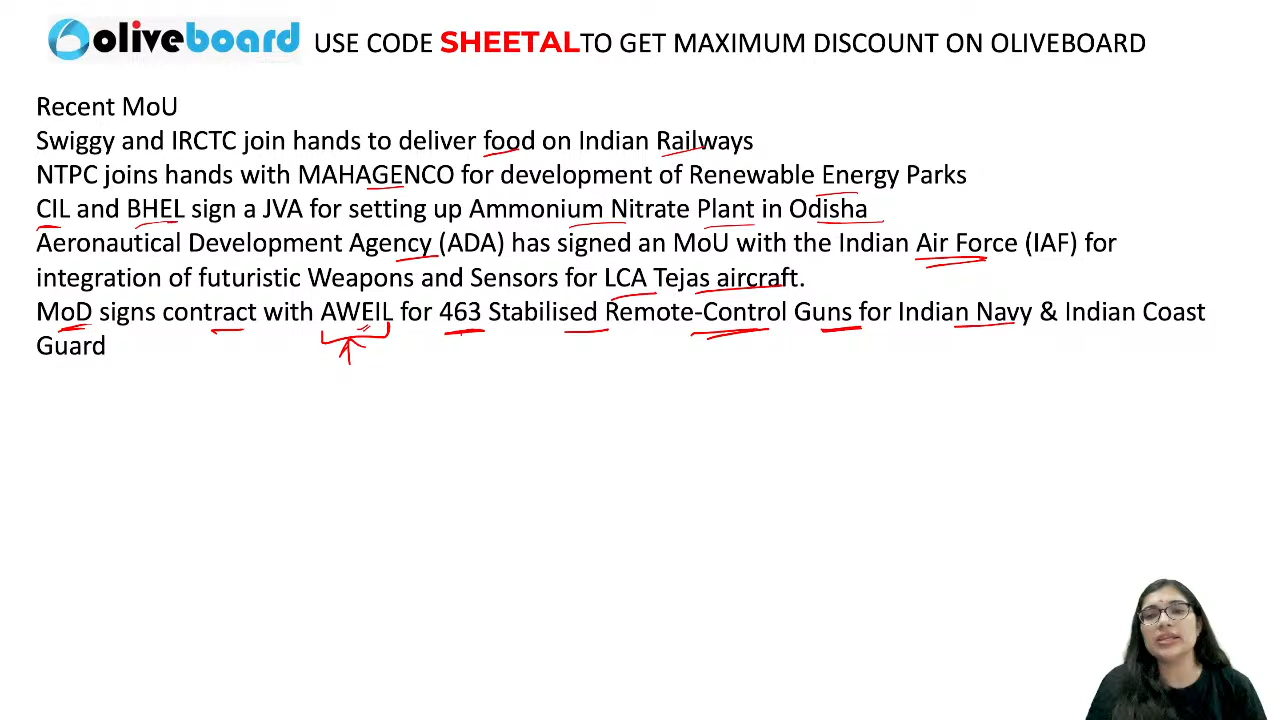 oliveboard USE CODE SHEETAL TO GET MAXIMUM DISCOUNT ON OLIVEBOARD
Recent MoU
Swiggy and IRCTC join hands to deliver food on Indian Railways
NTPC joins hands with MAHAGENCO for development of Renewable Energy Parks
CIL and BHEL sign a JVA for setting up Ammonium Nitrate Plant in Odisha
Aeronautical Development Agency (ADA) has signed an MoU with the Indian Air Force (IAF) for
integration of futuristic Weapons and Sensors for LCA Tejas aircraft.
MoD signs contract with AWEIL for 463 Stabilised Remote-Control Guns for Indian Navy & Indian Coast
Guard